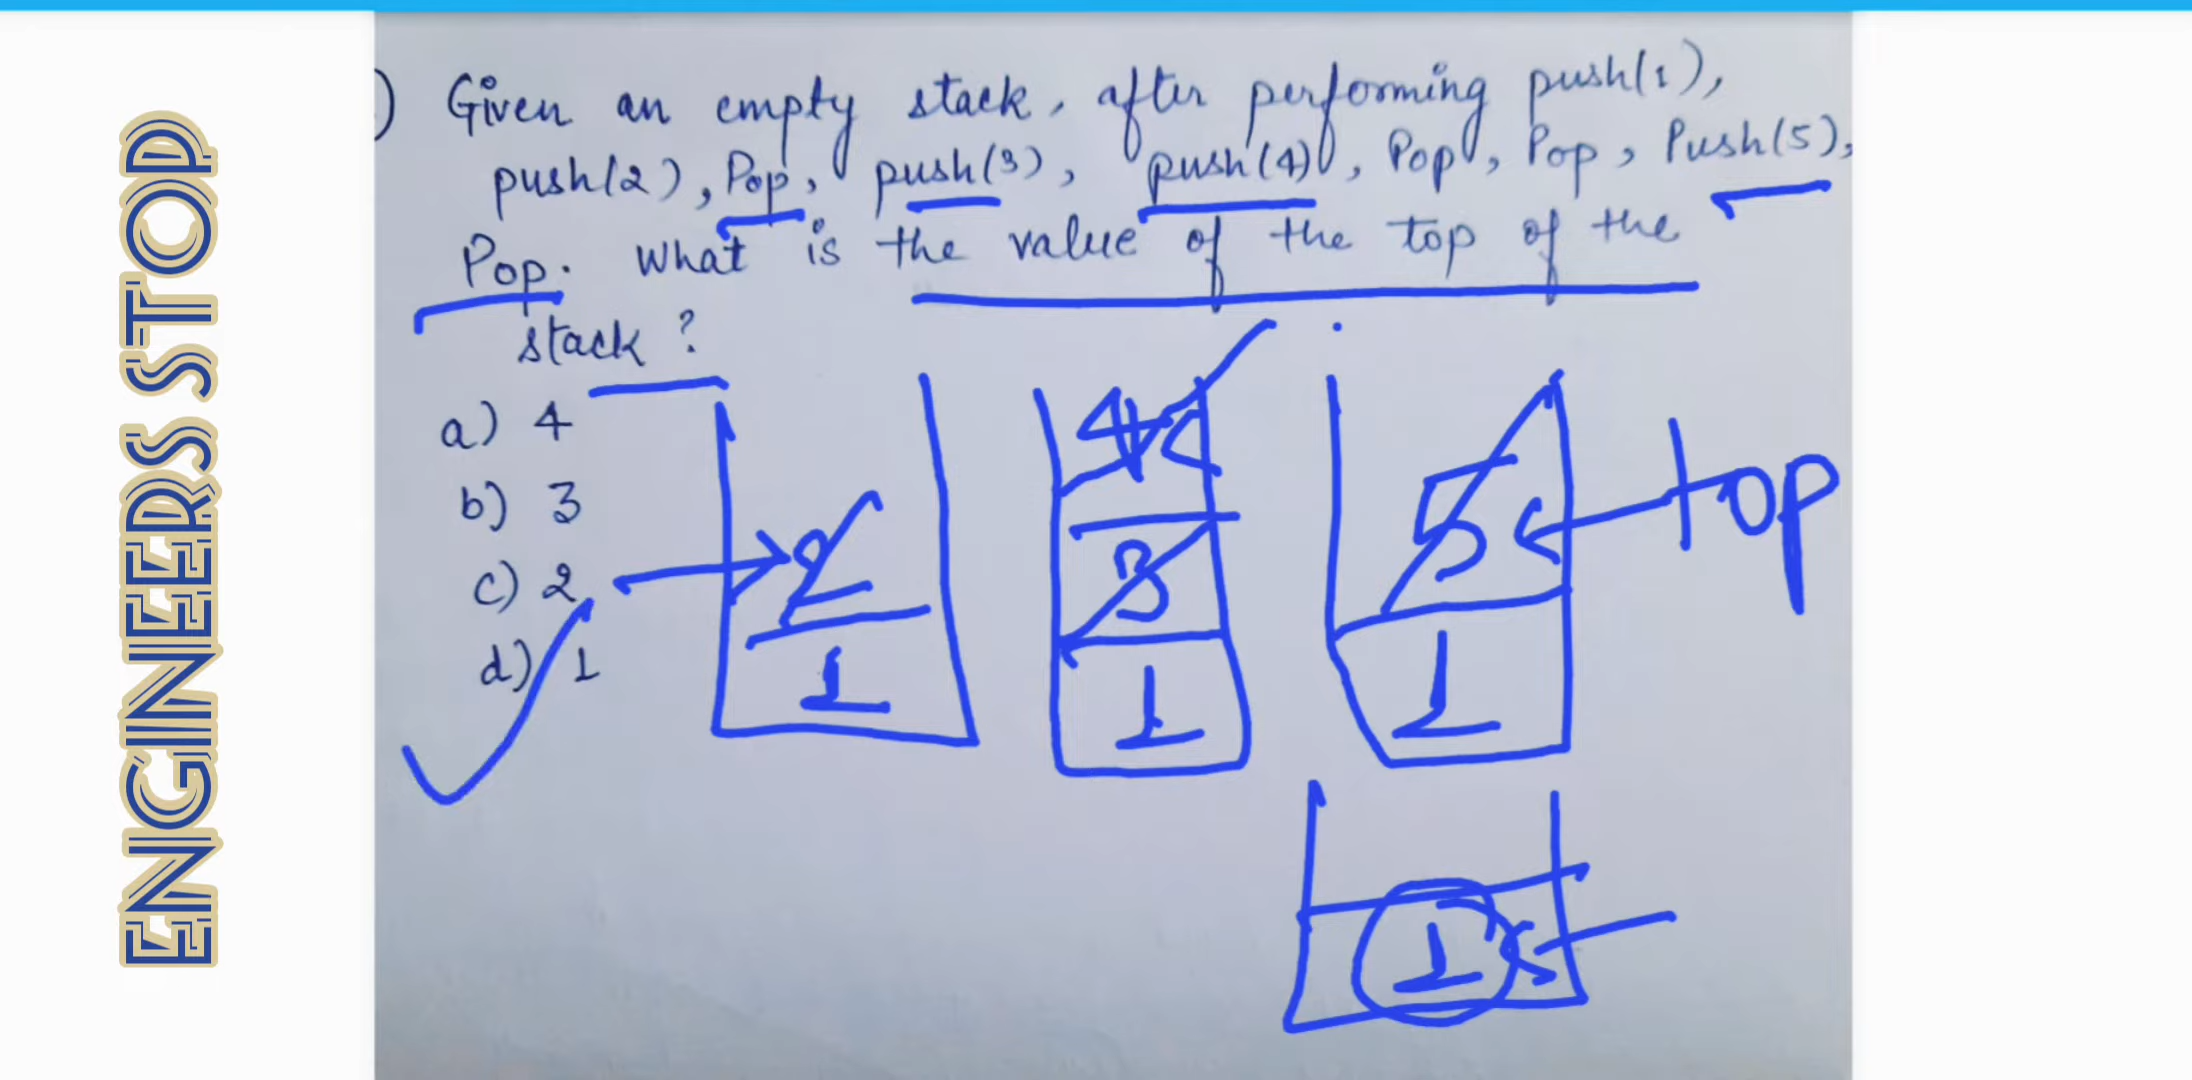 ENGINEERS STOP
) Given an empty stack, after performing push(1),
push(2), Pop, push(3), push(4), Pop, Pop, Push(5),
Pop. What is the value of the top of the
stack ?
a) 4
b) 3
c) 2
d) 1
2
1
4
3
1
5
1
top
1